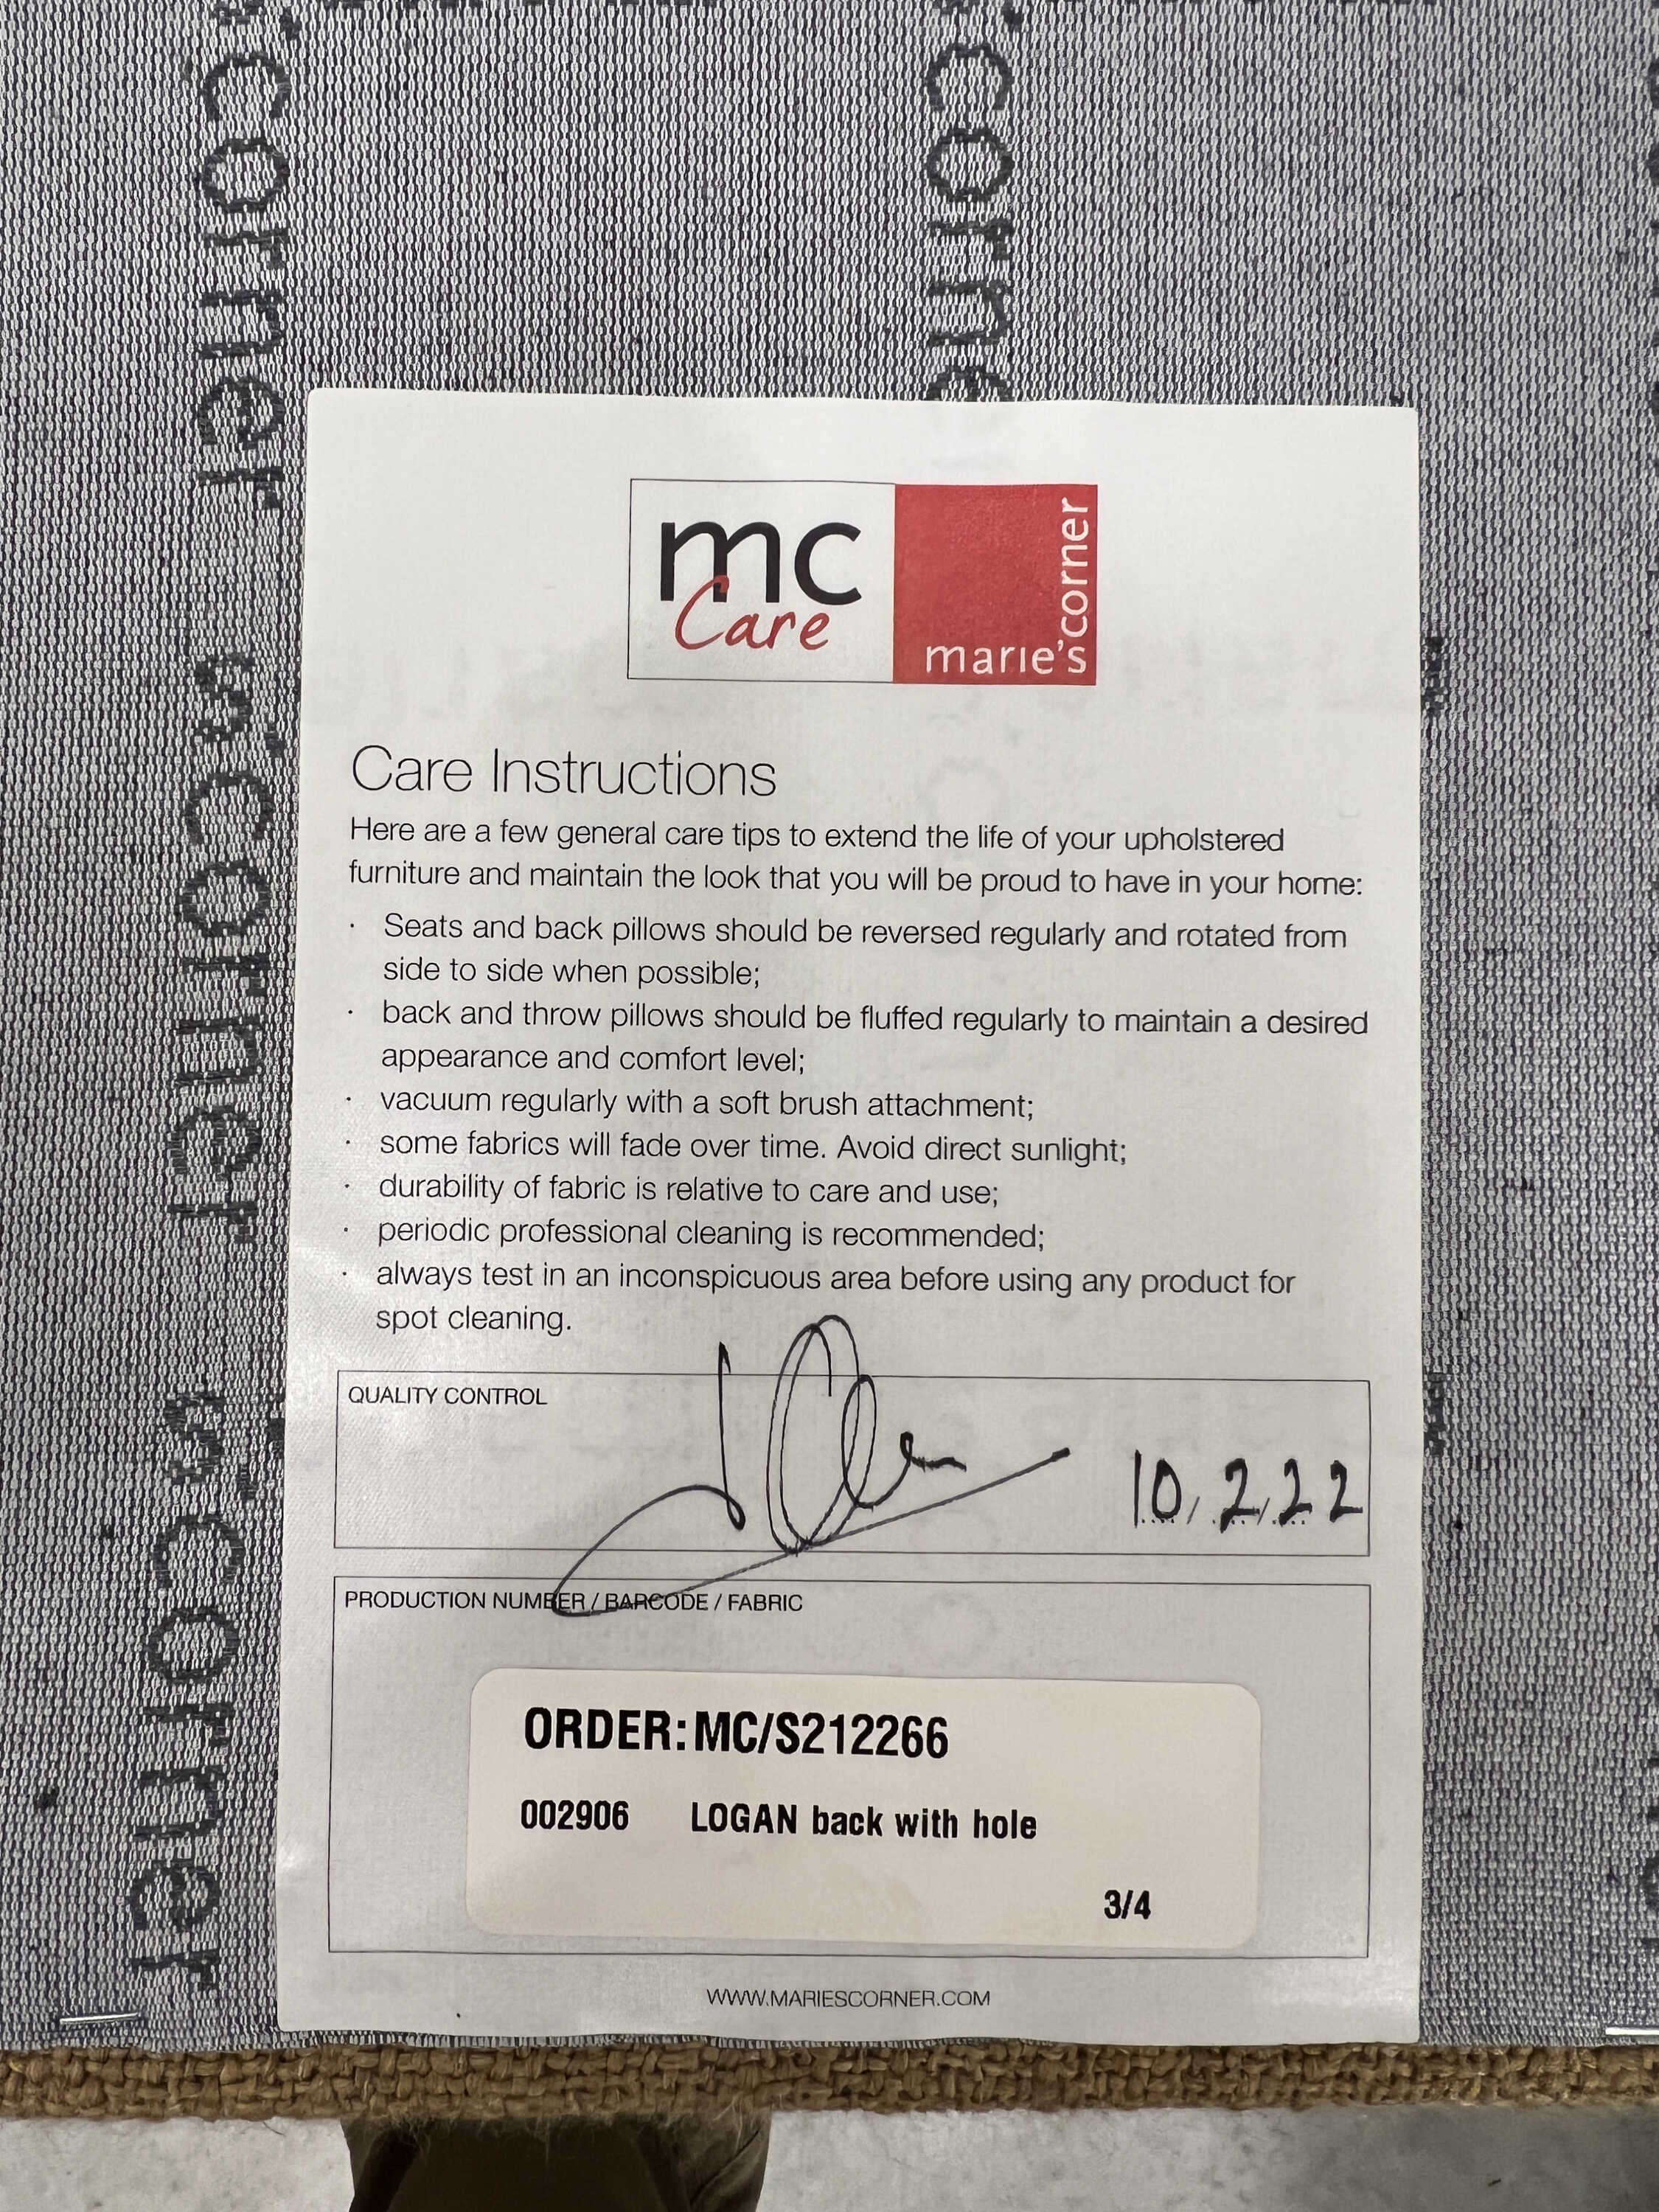 mc
Care
marie's corner
Care Instructions
Here are a few general care tips to extend the life of your upholstered
furniture and maintain the look that you will be proud to have in your home:
· Seats and back pillows should be reversed regularly and rotated from
side to side when possible;
· back and throw pillows should be fluffed regularly to maintain a desired
appearance and comfort level;
· vacuum regularly with a soft brush attachment;
· some fabrics will fade over time. Avoid direct sunlight;
· durability of fabric is relative to care and use;
· periodic professional cleaning is recommended;
· always test in an inconspicuous area before using any product for
spot cleaning.
QUALITY CONTROL
10/2/22
PRODUCTION NUMBER / BARCODE / FABRIC
ORDER: MC/S212266
002906 LOGAN back with hole
3/4
WWW.MARIESCORNER.COM
's corner
's corner
's corner
's corne